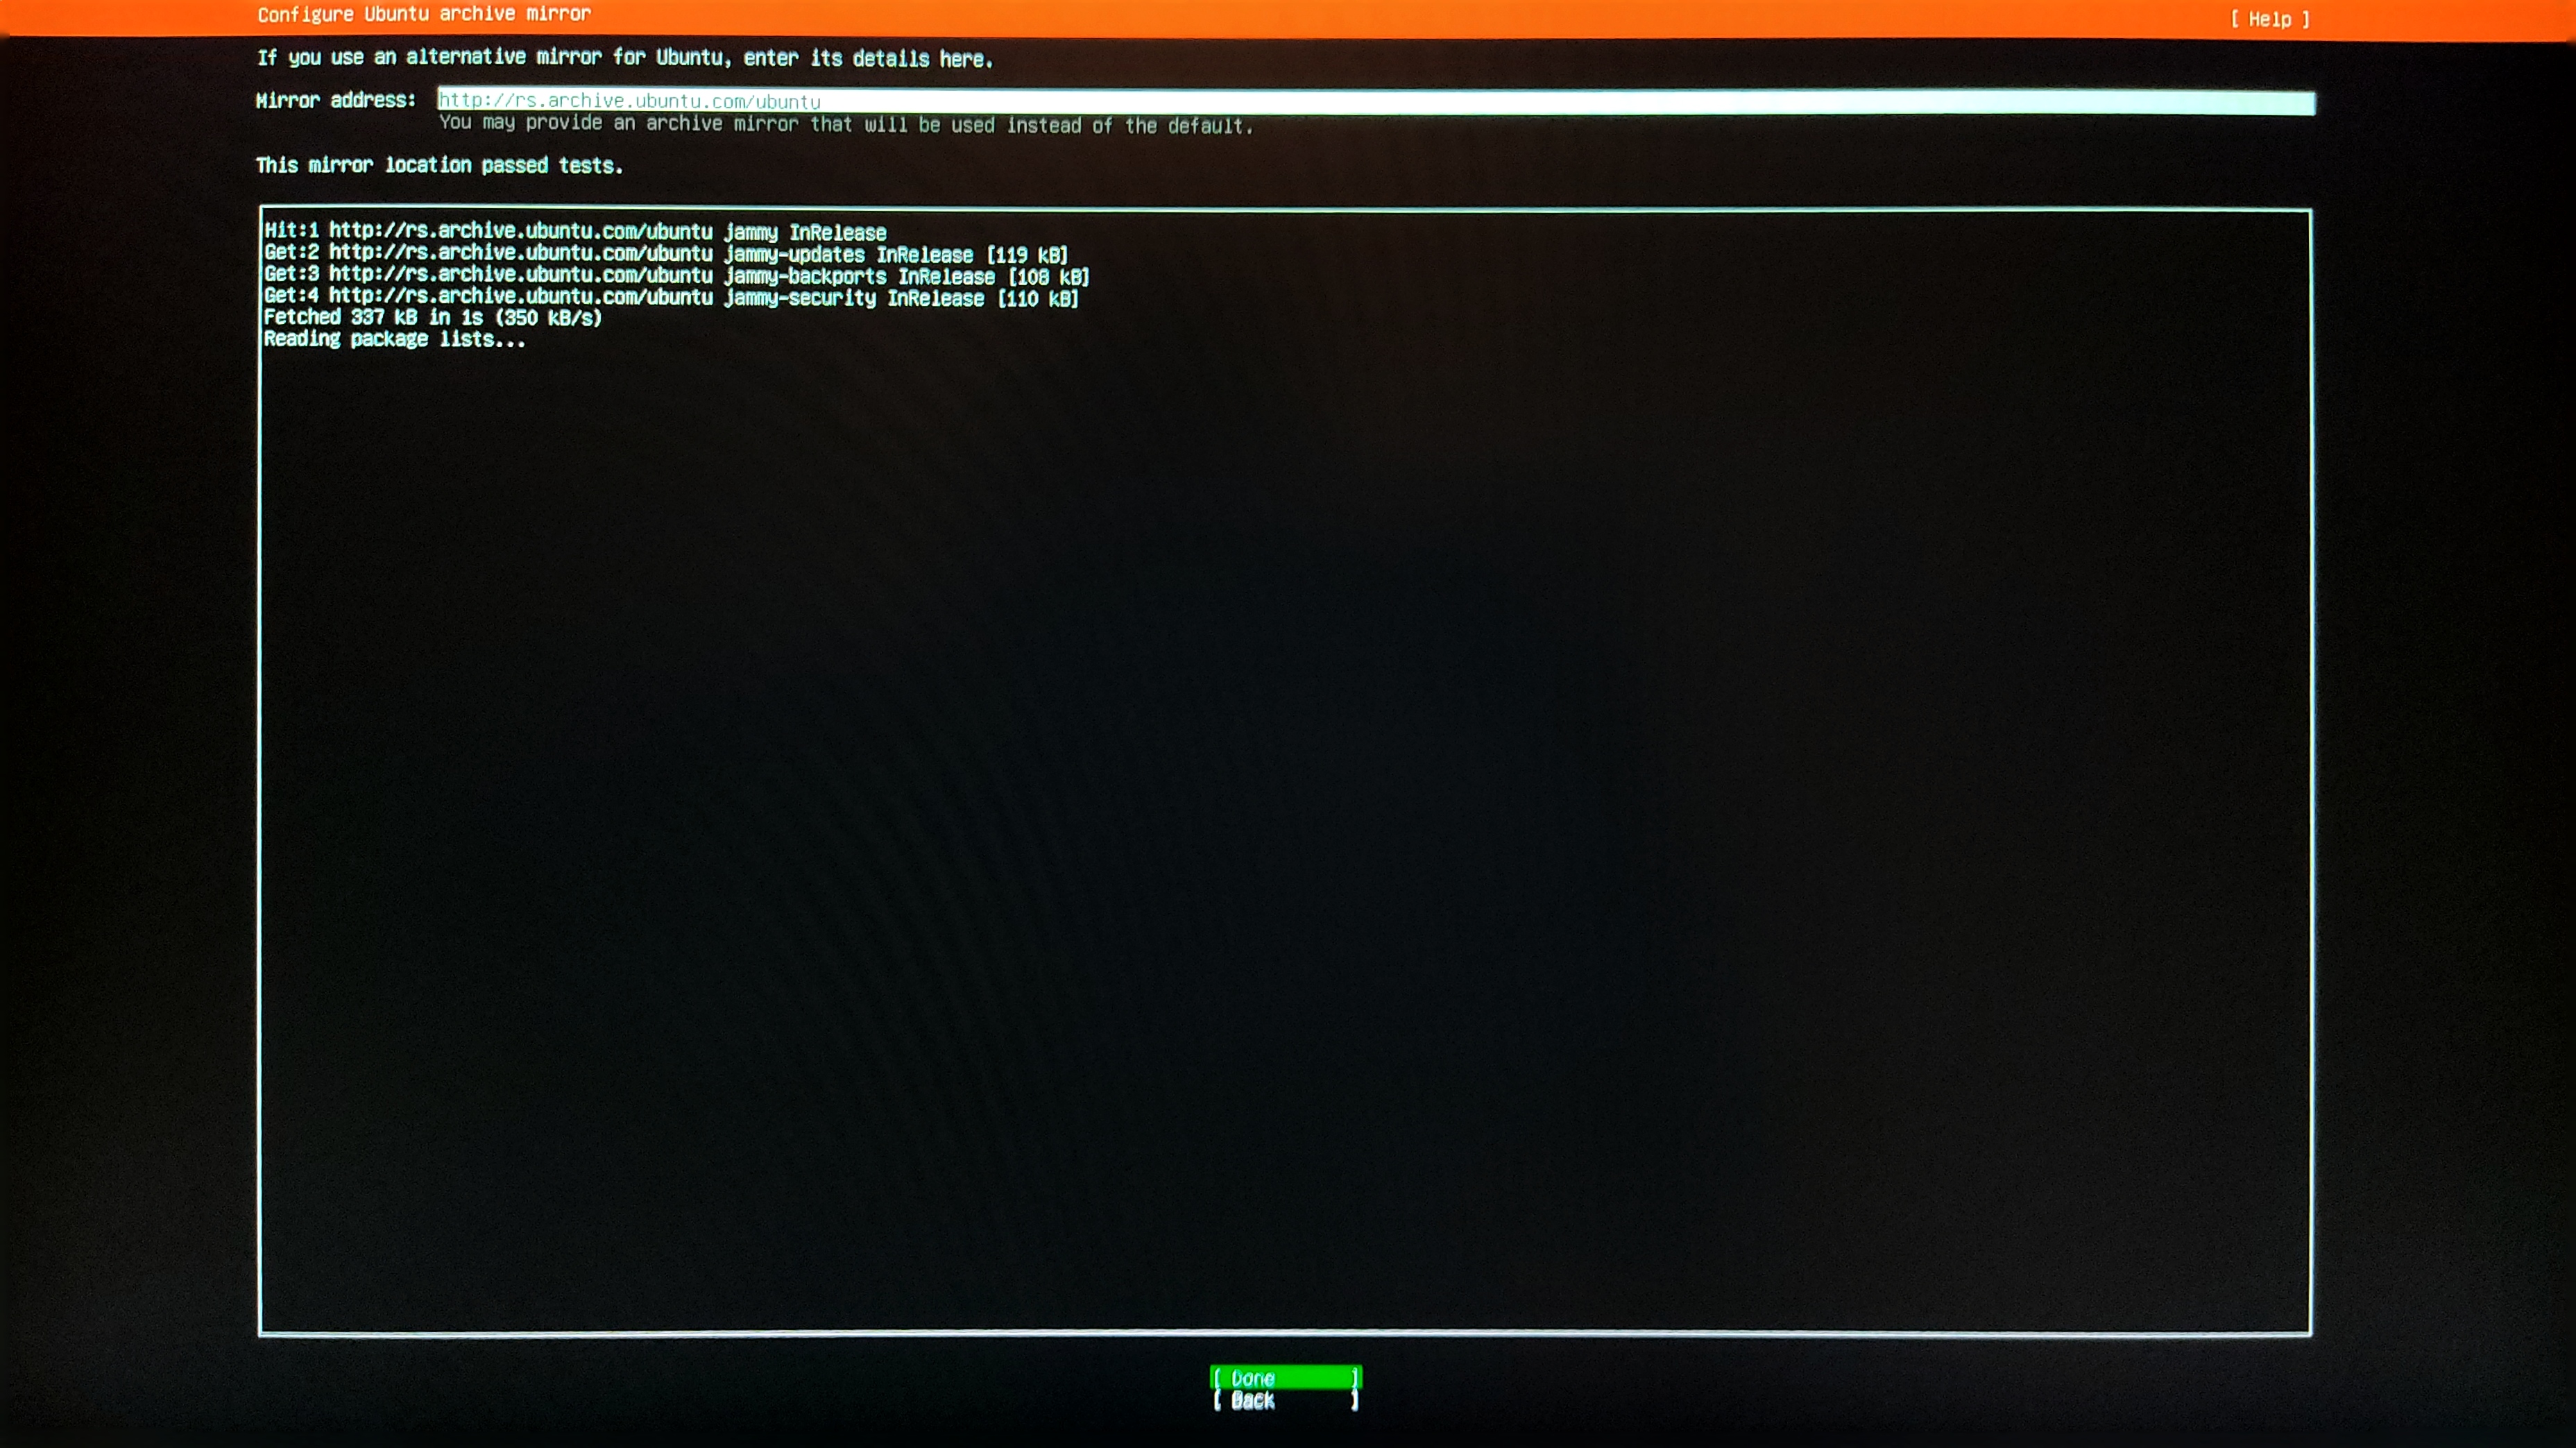 Configure Ubuntu archive mirror [ Help ]
If you use an alternative mirror for Ubuntu, enter its details here.
Mirror address: http://rs.archive.ubuntu.com/ubuntu
You may provide an archive mirror that will be used instead of the default.
This mirror location passed tests.
Hit:1 http://rs.archive.ubuntu.com/ubuntu jammy InRelease
Get:2 http://rs.archive.ubuntu.com/ubuntu jammy-updates InRelease [119 kB]
Get:3 http://rs.archive.ubuntu.com/ubuntu jammy-backports InRelease [108 kB]
Get:4 http://rs.archive.ubuntu.com/ubuntu jammy-security InRelease [110 kB]
Fetched 337 kB in 1s (350 kB/s)
Reading package lists...
[ Done ]
[ Back ]